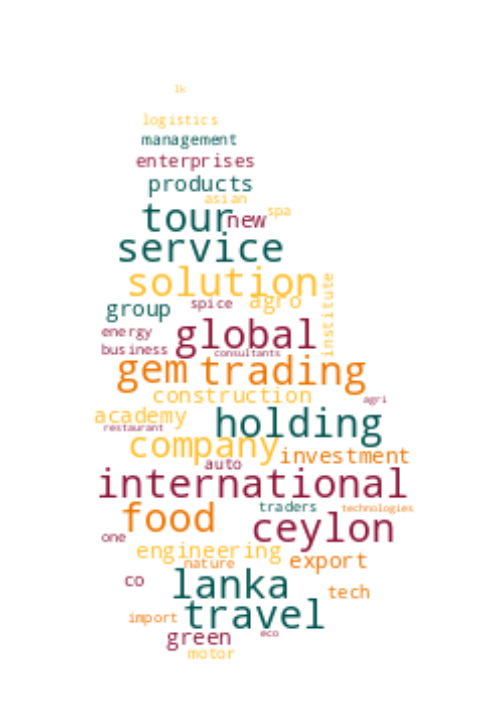 lk
logistics
management
enterprises
products
asian
tour new spa
service
solution
institute
group spice agro
energy global
business consultants
gem trading
construction agri
academy holding
restaurant
company investment
auto
international
food traders technologies
one ceylon
engineering export
nature
co lanka tech
import travel
green eco
motor